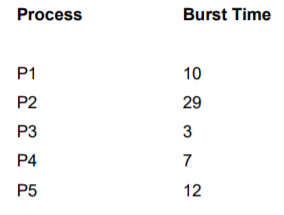 Process Burst Time
P1 10
P2 29
P3 3
P4 7
P5 12